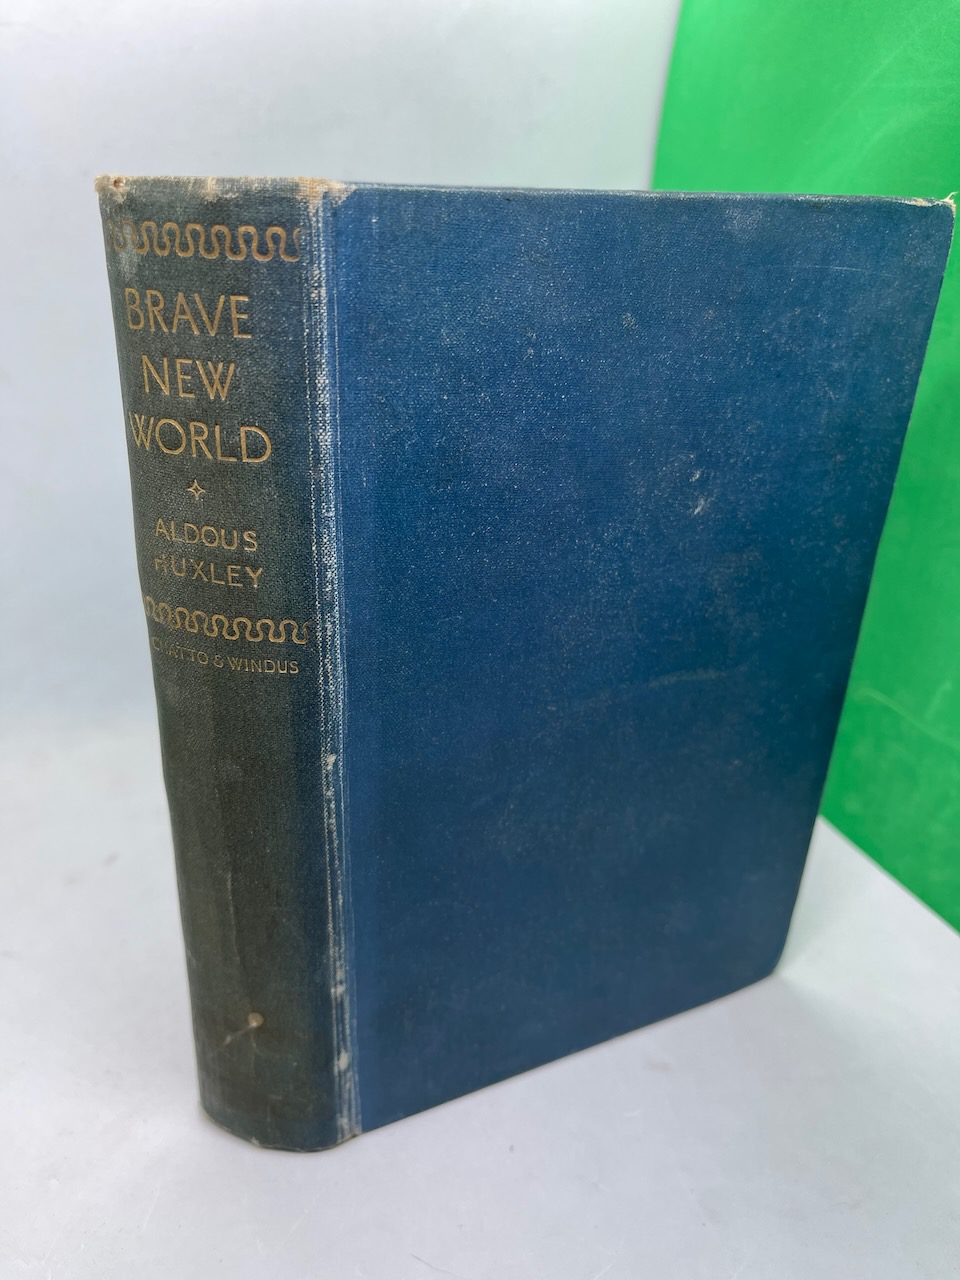 BRAVE
NEW
WORLD
ALDOUS
HUXLEY
CHATTO & WINDUS